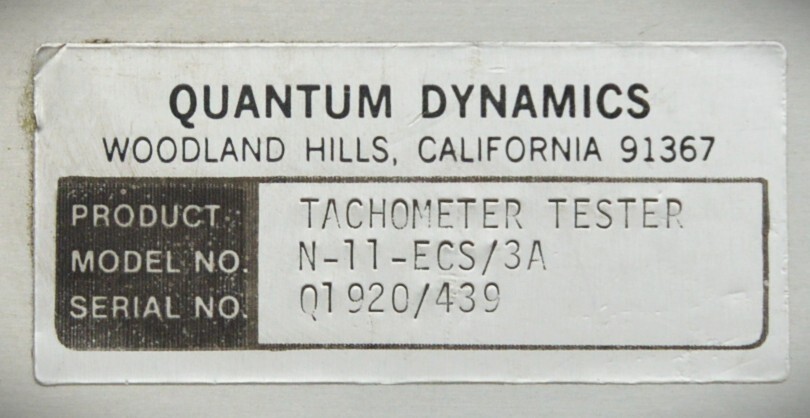 QUANTUM DYNAMICS
WOODLAND HILLS, CALIFORNIA 91367
PRODUCT: TACHOMETER TESTER
MODEL NO. N-11-ECS/3A
SERIAL NO. Q1920/439